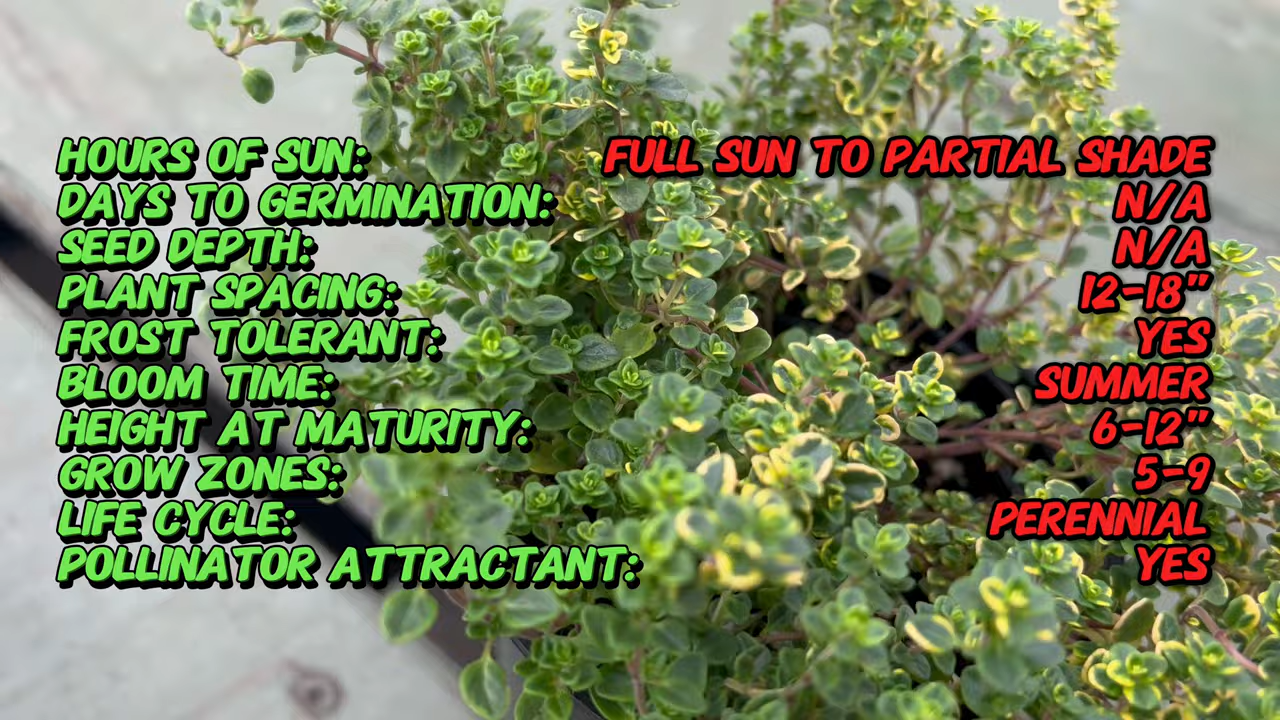 HOURS OF SUN: FULL SUN TO PARTIAL SHADE
DAYS TO GERMINATION: N/A
SEED DEPTH: N/A
PLANT SPACING: 12-18"
FROST TOLERANT: YES
BLOOM TIME: SUMMER
HEIGHT AT MATURITY: 6-12"
GROW ZONES: 5-9
LIFE CYCLE: PERENNIAL
POLLINATOR ATTRACTANT: YES